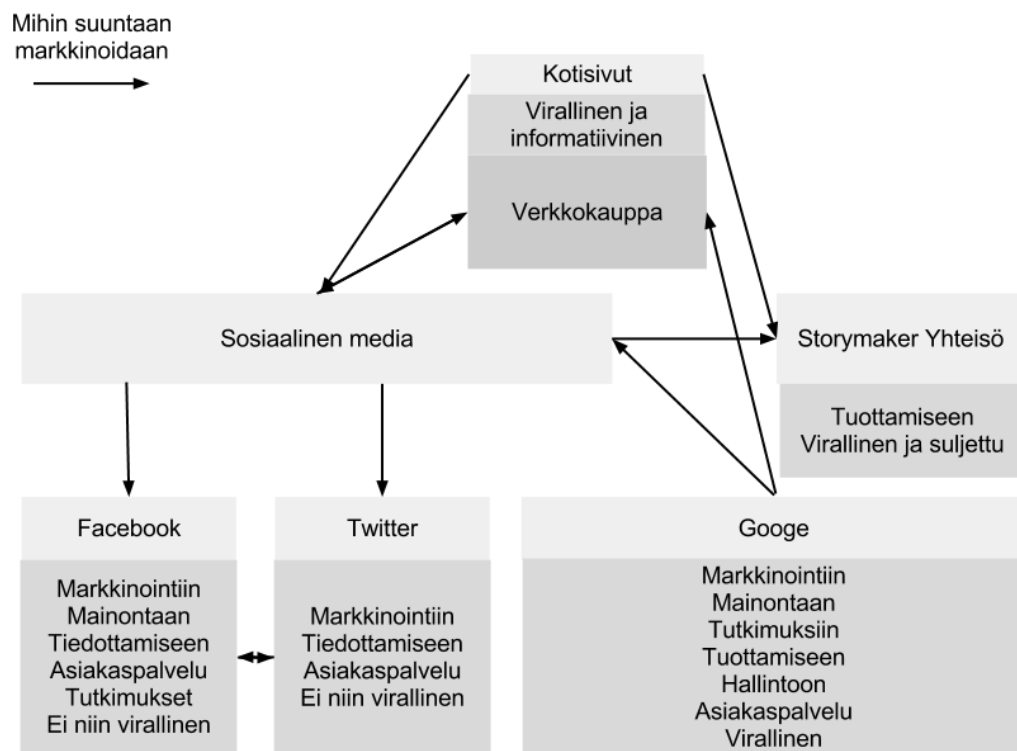 Mihin suuntaan
markkinoidaan
Kotisivut
Virallinen ja
informatiivinen
Verkkokauppa
Sosiaalinen media
Storymaker Yhteisö
Tuottamiseen
Virallinen ja suljettu
Facebook
Markkinointiin
Mainontaan
Tiedottamiseen
Asiakaspalvelu
Tutkimukset
Ei niin virallinen
Twitter
Markkinointiin
Tiedottamiseen
Asiakaspalvelu
Ei niin virallinen
Googe
Markkinointiin
Mainontaan
Tutkimuksiin
Tuottamiseen
Hallintoon
Asiakaspalvelu
Virallinen